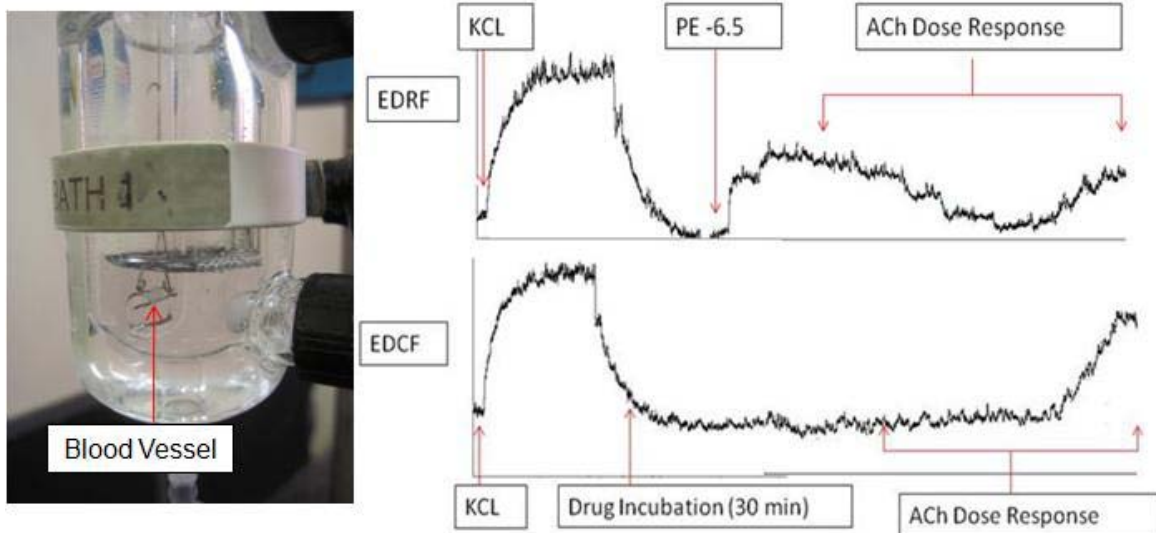 BATH 1
Blood Vessel
KCL
PE -6.5
ACh Dose Response
EDRF
EDCF
KCL
Drug Incubation (30 min)
ACh Dose Response